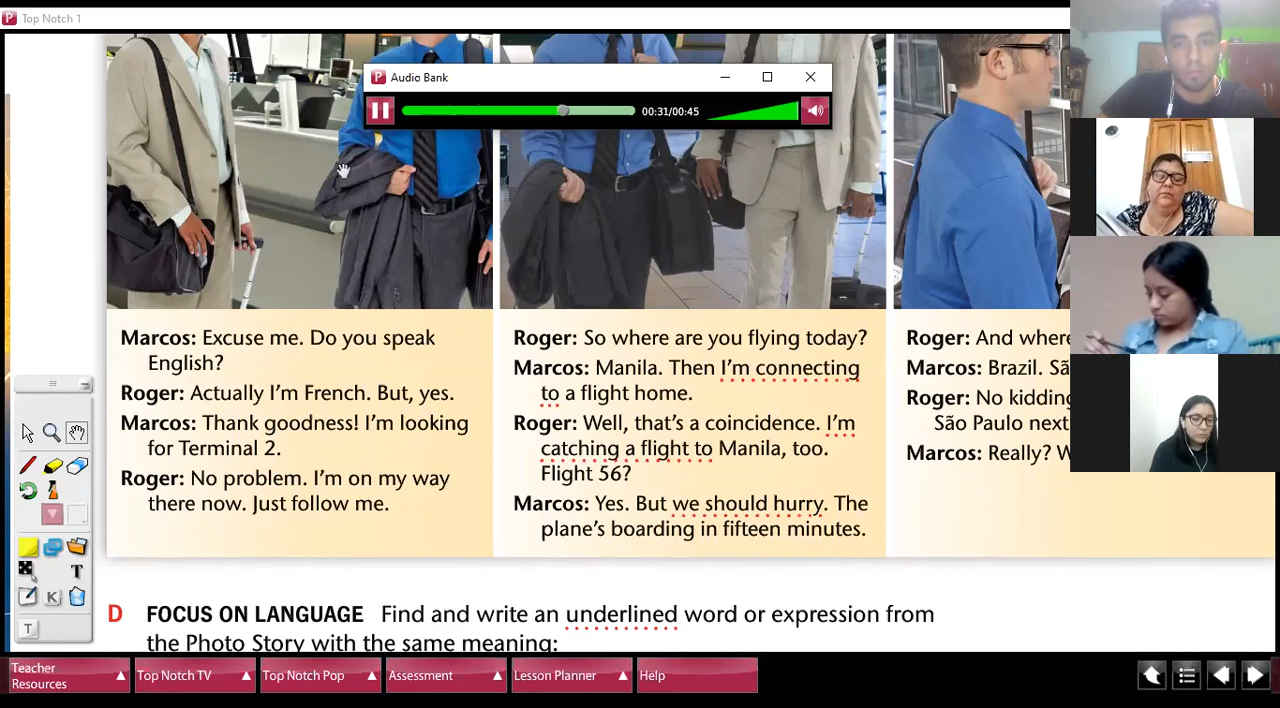 Top Notch 1
Audio Bank
00:31/00:45
Marcos: Excuse me. Do you speak
English?
Roger: Actually I'm French. But, yes.
Marcos: Thank goodness! I'm looking
for Terminal 2.
Roger: No problem. I'm on my way
there now. Just follow me.
Roger: So where are you flying today?
Marcos: Manila. Then I'm connecting
to a flight home.
Roger: Well, that's a coincidence. I'm
catching a flight to Manila, too.
Flight 56?
Marcos: Yes. But we should hurry. The
plane's boarding in fifteen minutes.
Roger: And where
Marcos: Brazil.
Roger: No
São Paulo next
Marcos: Really?
D FOCUS ON LANGUAGE Find and write an underlined word or expression from
the Photo Story with the same meaning:
T
K
T
Teacher
Resources
Top Notch TV
Top Notch Pop
Assessment
Lesson Planner
Help